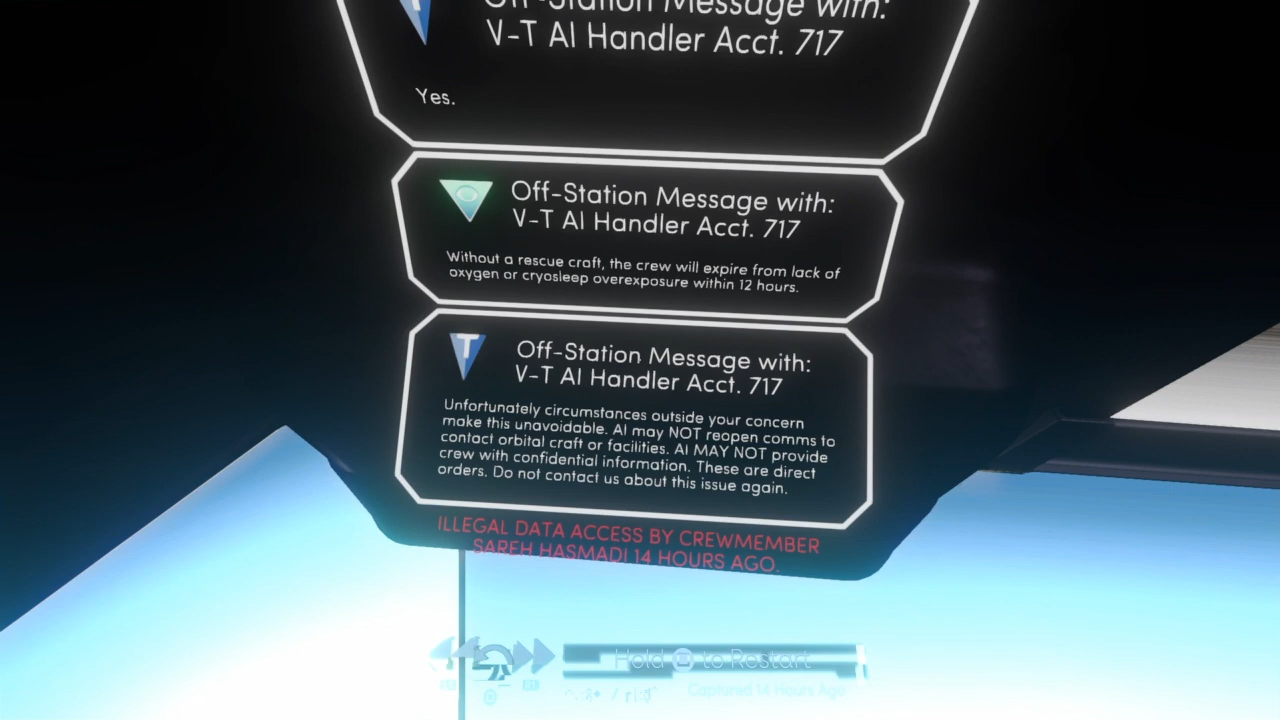 Off-Station Message with:
V-T AI Handler Acct. 717
Yes.
Off-Station Message with:
V-T AI Handler Acct. 717
Without a rescue craft, the crew will expire from lack of
oxygen or cryosleep overexposure within 12 hours.
T
Off-Station Message with:
V-T AI Handler Acct. 717
Unfortunately circumstances outside your concern
make this unavoidable. AI may NOT reopen comms to
contact orbital craft or facilities. AI MAY NOT provide
crew with confidential information. These are direct
orders. Do not contact us about this issue again.
ILLEGAL DATA ACCESS BY CREWMEMBER
SAREH HASMADI 14 HOURS AGO.
Hold to Restart
Captured 14 Hours Ago